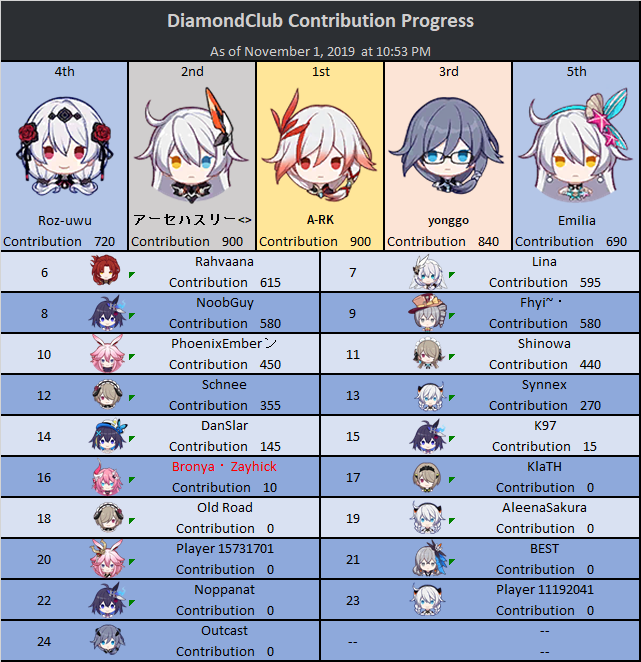 DiamondClub Contribution Progress
As of November 1, 2019 at 10:53 PM
4th
2nd
1st
3rd
5th
Roz-uwu
アーセハスリー<>
A-RK
yonggo
Emilia
Contribution 720
Contribution 900
Contribution 900
Contribution 840
Contribution 690
6
Rahvaana
Contribution 615
7
Lina
Contribution 595
8
NoobGuy
Contribution 580
9
Fhyi~・
Contribution 580
10
PhoenixEmberン
Contribution 450
11
Shinowa
Contribution 440
12
Schnee
Contribution 355
13
Synnex
Contribution 270
14
DanSlar
Contribution 145
15
K97
Contribution 15
16
Bronya・Zayhick
Contribution 10
17
KlaTH
Contribution 0
18
Old Road
Contribution 0
19
AleenaSakura
Contribution 0
20
Player 15731701
Contribution 0
21
BEST
Contribution 0
22
Noppanat
Contribution 0
23
Player 11192041
Contribution 0
24
Outcast
Contribution 0
--
--
--